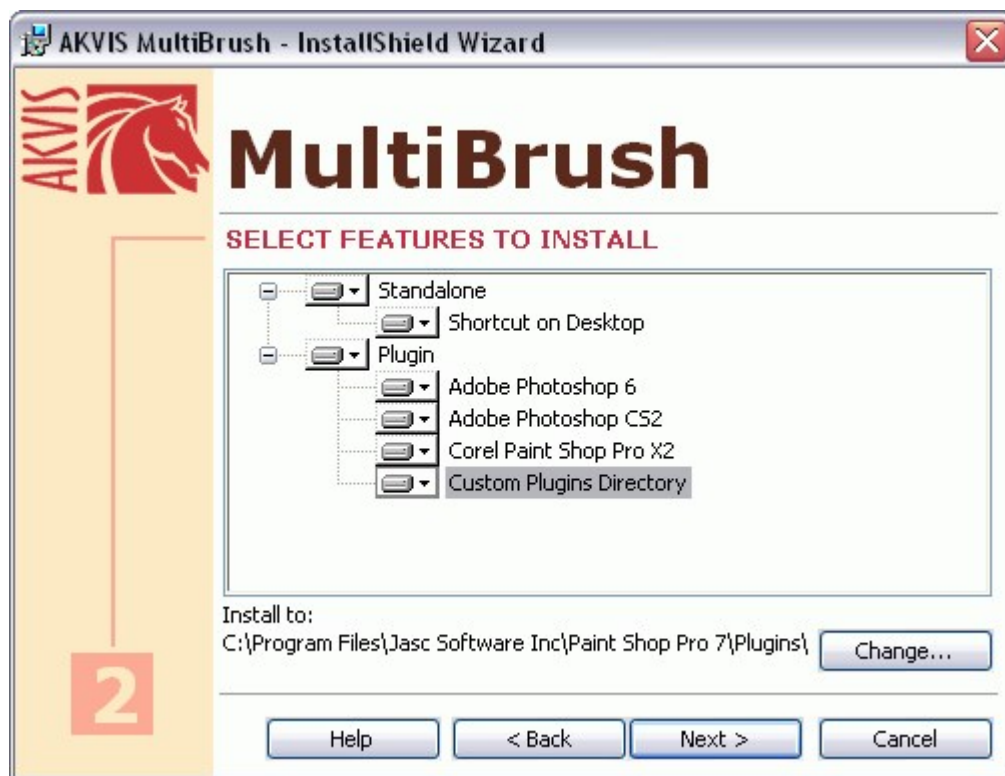 AKVIS MultiBrush - InstallShield Wizard
AKVIS
MultiBrush
SELECT FEATURES TO INSTALL
Standalone
Shortcut on Desktop
Plugin
Adobe Photoshop 6
Adobe Photoshop CS2
Corel Paint Shop Pro X2
Custom Plugins Directory
Install to:
C:\Program Files\Jasc Software Inc\Paint Shop Pro 7\Plugins\
Change...
2
Help
< Back
Next >
Cancel